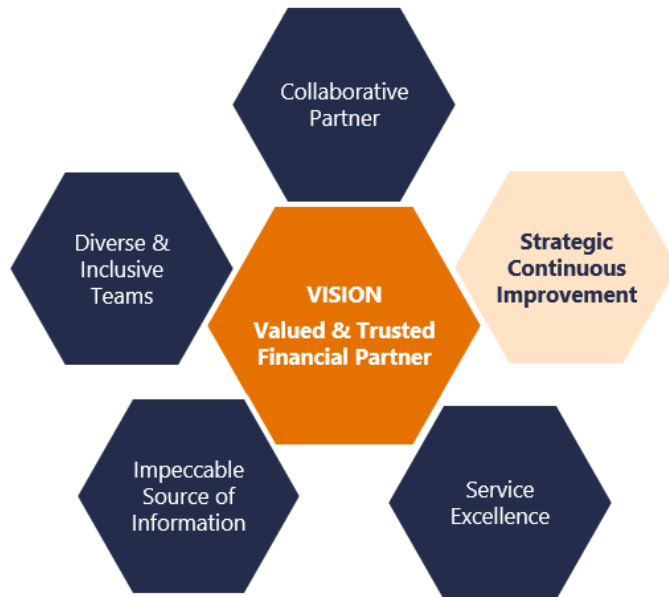 Collaborative
Partner
Diverse &
Inclusive
Teams
Strategic
Continuous
Improvement
VISION
Valued & Trusted
Financial Partner
Impeccable
Source of
Information
Service
Excellence